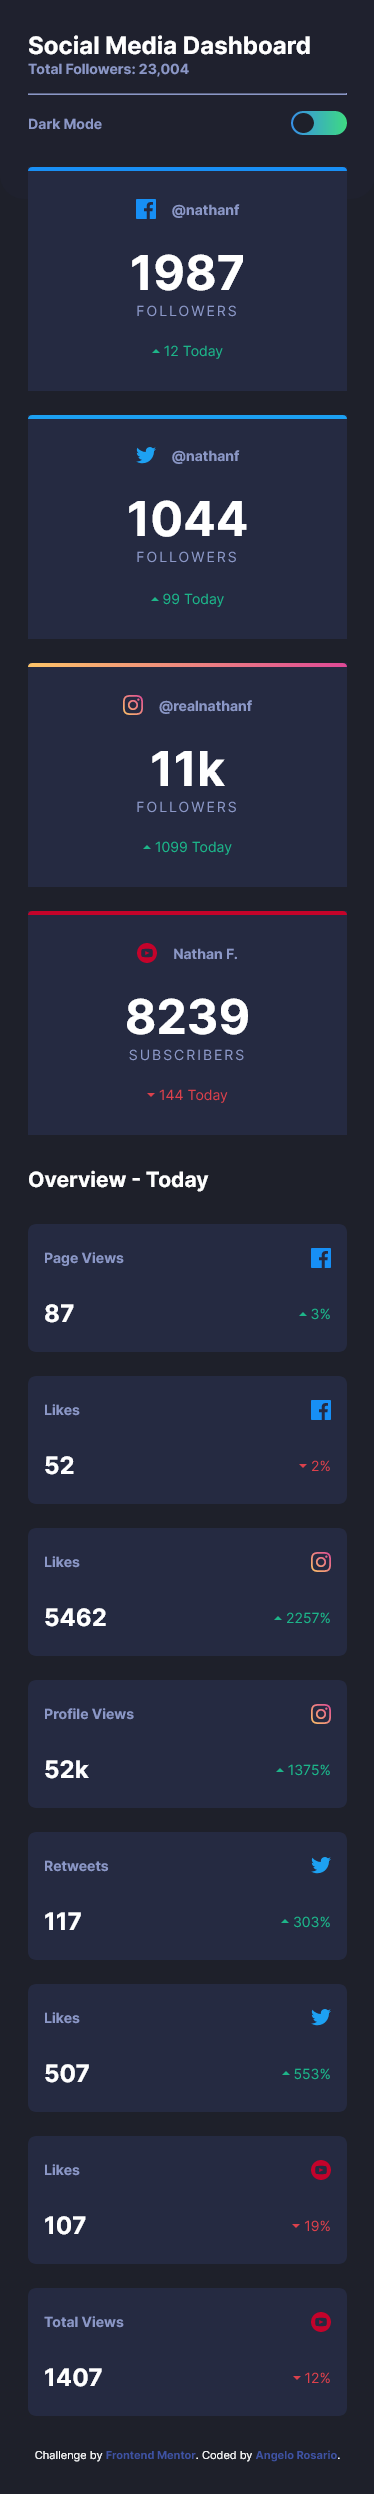 Social Media Dashboard
Total Followers: 23,004
Dark Mode
@nathanf
1987
FOLLOWERS
12 Today
@nathanf
1044
FOLLOWERS
99 Today
@realnathanf
11k
FOLLOWERS
1099 Today
Nathan F.
8239
SUBSCRIBERS
144 Today
Overview - Today
Page Views
87 3%
Likes
52 2%
Likes
5462 2257%
Profile Views
52k 1375%
Retweets
117 303%
Likes
507 553%
Likes
107 19%
Total Views
1407 12%
Challenge by Frontend Mentor. Coded by Angelo Rosario.